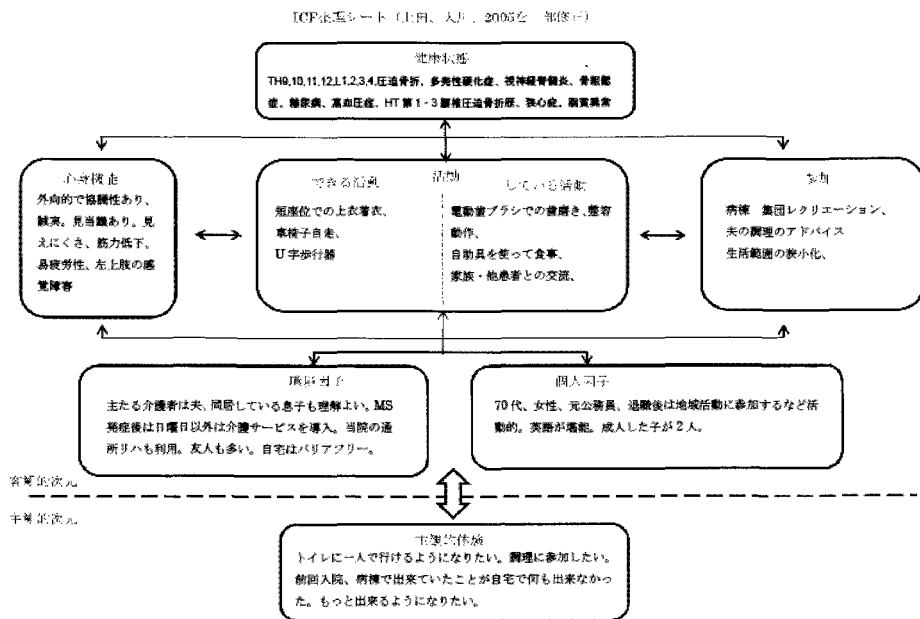 ICF整理シート（上田、大川、2005を一部修正）
健康状態
TH9,10,11,12,L1,2,3,4,圧迫骨折、多発性硬化症、視神経脊髄炎、骨粗鬆
症。糖尿病、高血圧症、HT第1-3腰椎圧迫骨折歴、狭心症。脂質異常
心身機能
外向的で協調性あり、
誠実。見当識あり。見
えにくさ、筋力低下、
易疲労性、左上肢の感
覚障害
活動
できる活動
短座位での上衣着衣、
車椅子自走、
U字歩行器
している活動
電動歯ブラシでの歯磨き、整容
動作、
自助具を使って食事、
家族・他患者との交流、
参加
病棟 集団レクリエーション、
夫の調理のアドバイス
生活範囲の狭小化、
環境因子
主たる介護者は夫、同居している息子も理解よい。MS
発症後は日曜日以外は介護サービスを導入。当院の通
所リハも利用。友人も多い。自宅はバリアフリー。
個人因子
70代、女性、元公務員、退職後は地域活動に参加するなど活
動的。英語が堪能。成人した子が2人。
客観的次元
主観的次元
主観的体験
トイレに一人で行けるようになりたい。調理に参加したい。
前回入院、病棟で出来ていたことが自宅で何も出来なかっ
た。もっと出来るようになりたい。